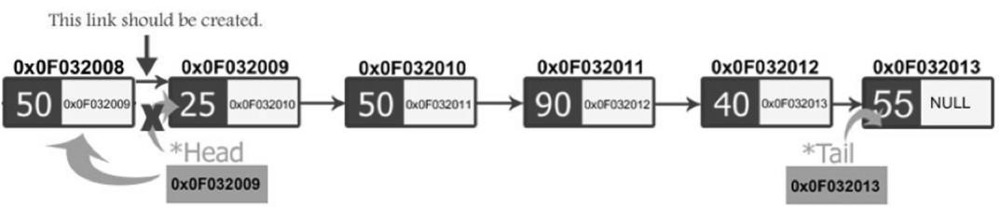 This link should be created.
0x0F032008 0x0F032009 0x0F032010 0x0F032011 0x0F032012 0x0F032013
50 0x0F032009 25 0x0F032010 50 0x0F032011 90 0x0F032012 40 0x0F032013 55 NULL
X
*Head *Tail
0x0F032009 0x0F032013